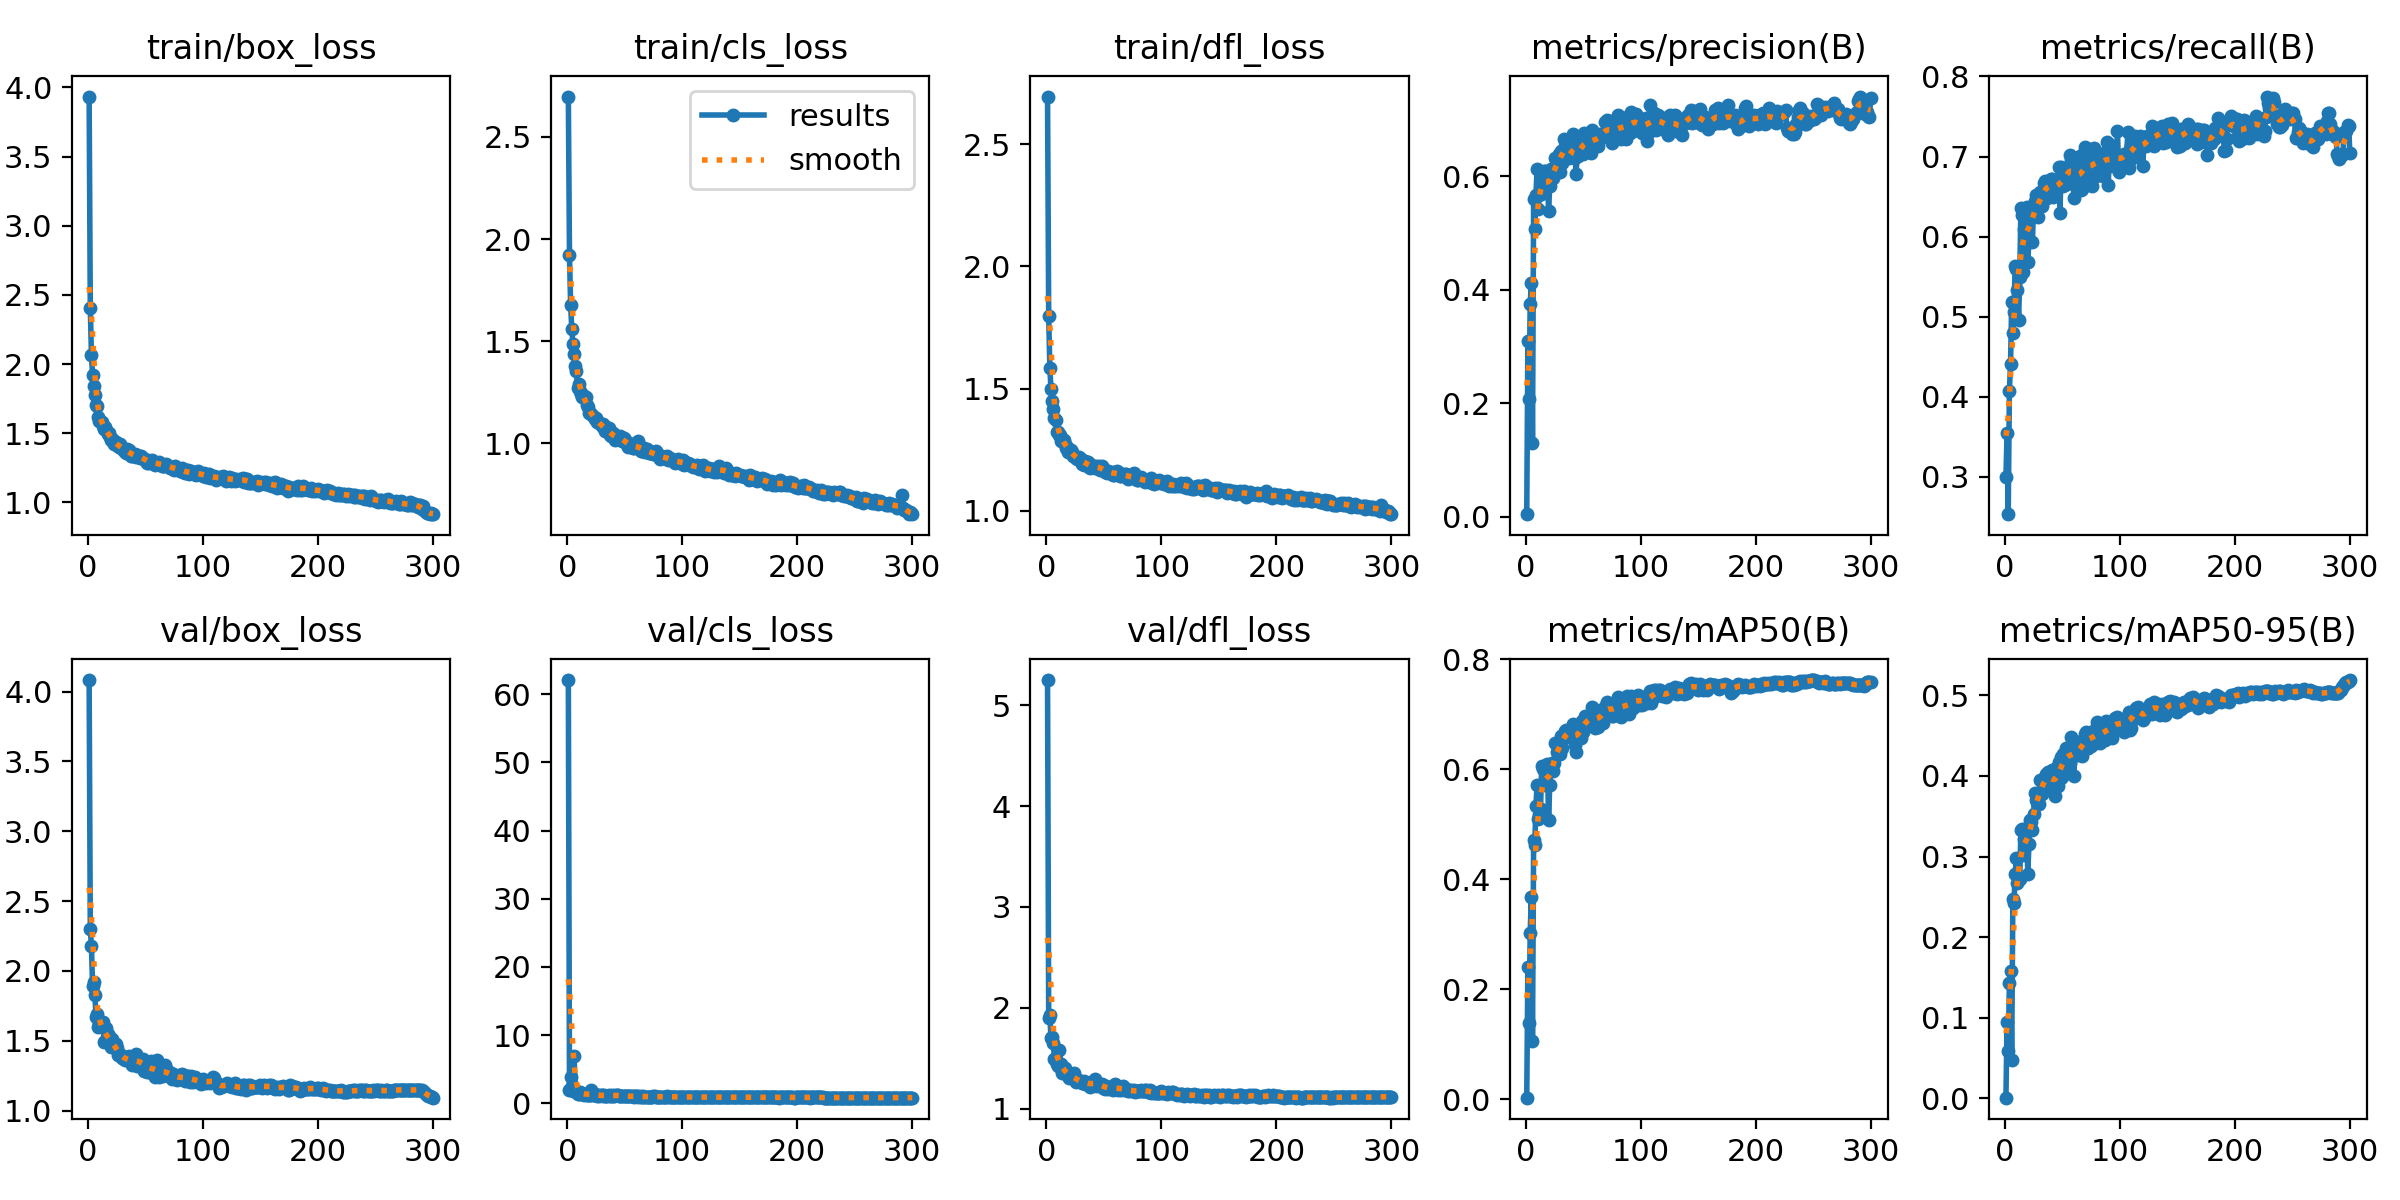 train/box_loss
4.0
3.5
3.0
2.5
2.0
1.5
1.0
0 100 200 300
train/cls_loss
results
smooth
2.5
2.0
1.5
1.0
0 100 200 300
train/dfl_loss
2.5
2.0
1.5
1.0
0 100 200 300
metrics/precision(B)
0.6
0.4
0.2
0.0
0 100 200 300
metrics/recall(B)
0.8
0.7
0.6
0.5
0.4
0.3
0 100 200 300
val/box_loss
4.0
3.5
3.0
2.5
2.0
1.5
1.0
0 100 200 300
val/cls_loss
60
50
40
30
20
10
0
0 100 200 300
val/dfl_loss
5
4
3
2
1
0 100 200 300
metrics/mAP50(B)
0.8
0.6
0.4
0.2
0.0
0 100 200 300
metrics/mAP50-95(B)
0.5
0.4
0.3
0.2
0.1
0.0
0 100 200 300